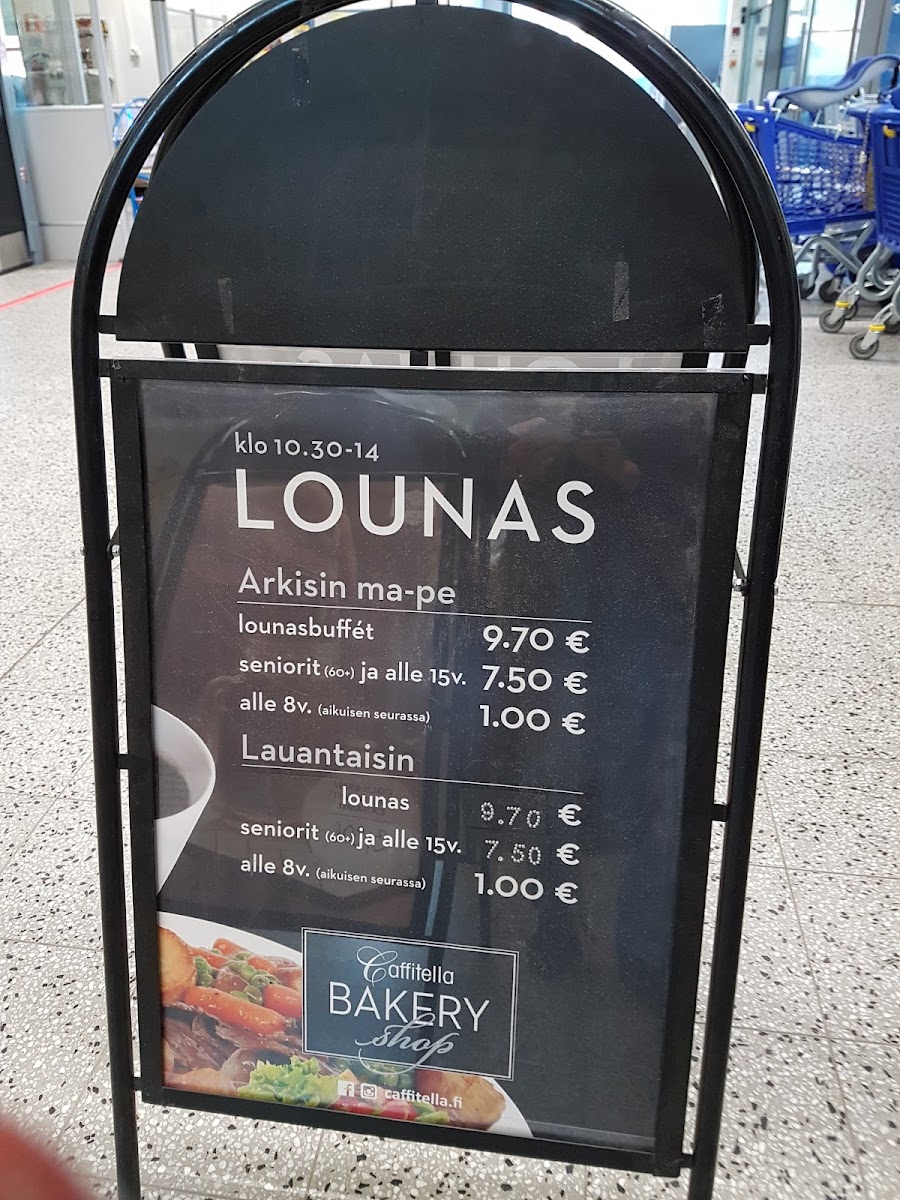 klo 10.30-14
LOUNAS
Arkisin ma-pe
lounasbuffét 9.70 €
seniorit (60+) ja alle 15v. 7.50 €
alle 8v. (aikuisen seurassa) 1.00 €
Lauantaisin
lounas 9.70 €
seniorit (60+) ja alle 15v. 7.50 €
alle 8v. (aikuisen seurassa) 1.00 €
Caffitella
BAKERY
shop
caffitella.fi